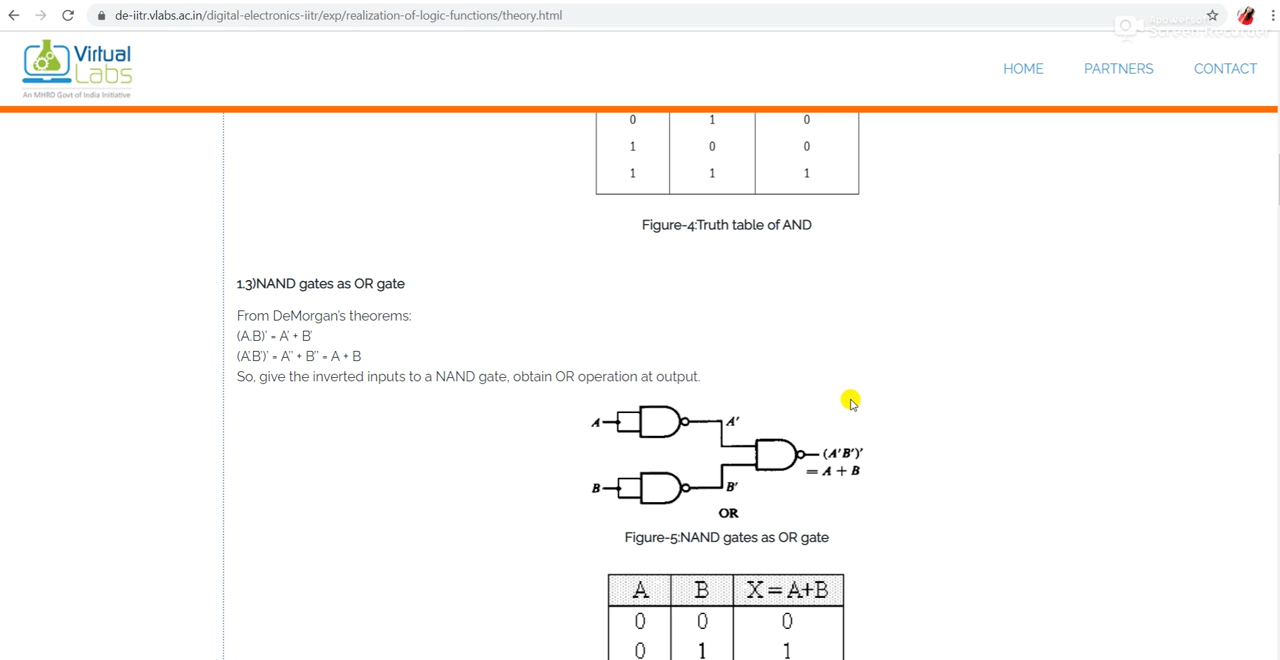 de-iitr.vlabs.ac.in/digital-electronics-iitr/exp/realization-of-logic-functions/theory.html
Apowersoft
Screen Recorder
Virtual
Labs
An MHRD Govt of India Initiative
HOME PARTNERS CONTACT
0 1 0
1 0 0
1 1 1
Figure-4:Truth table of AND
1.3)NAND gates as OR gate
From DeMorgan's theorems:
(A.B)' = A' + B'
(A'.B')' = A'' + B'' = A + B
So, give the inverted inputs to a NAND gate, obtain OR operation at output.
A A'
(A'B')'
= A + B
B B'
OR
Figure-5:NAND gates as OR gate
A B X=A+B
0 0 0
0 1 1